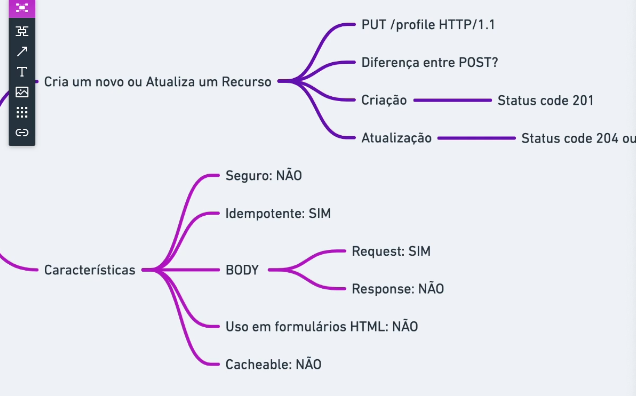 PUT /profile HTTP/1.1
Diferença entre POST?
Cria um novo ou Atualiza um Recurso
Criação
Status code 201
Atualização
Status code 204 ou
Seguro: NÃO
Idempotente: SIM
Request: SIM
Características
BODY
Response: NÃO
Uso em formulários HTML: NÃO
Cacheable: NÃO